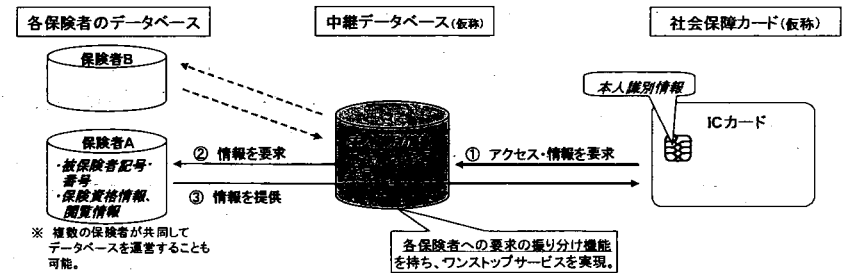 各保険者のデータベース
中継データベース(仮称)
社会保障カード(仮称)
保険者B
本人識別情報
ICカード
保険者A
・被保険者記号・
番号
・保険資格情報、
閲覧情報
② 情報を要求
① アクセス・情報を要求
③ 情報を提供
※ 複数の保険者が共同して
データベースを運営することも
可能。
各保険者への要求の振り分け機能
を持ち、ワンストップサービスを実現。